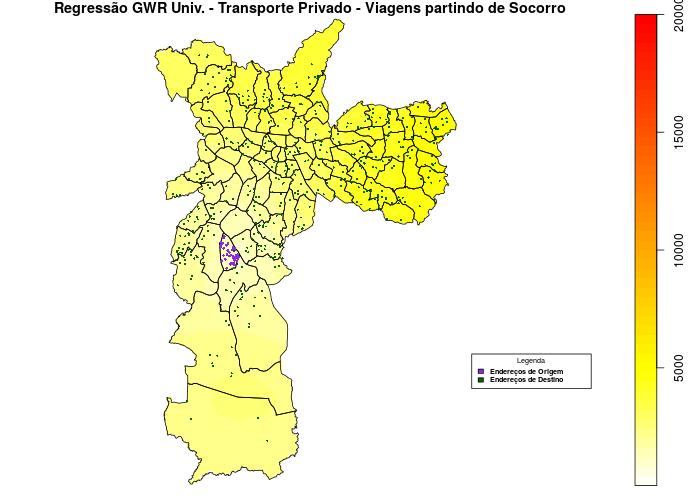 Regressão GWR Univ. - Transporte Privado - Viagens partindo de Socorro
20000
15000
10000
5000
Legenda
Endereços de Origem
Endereços de Destino